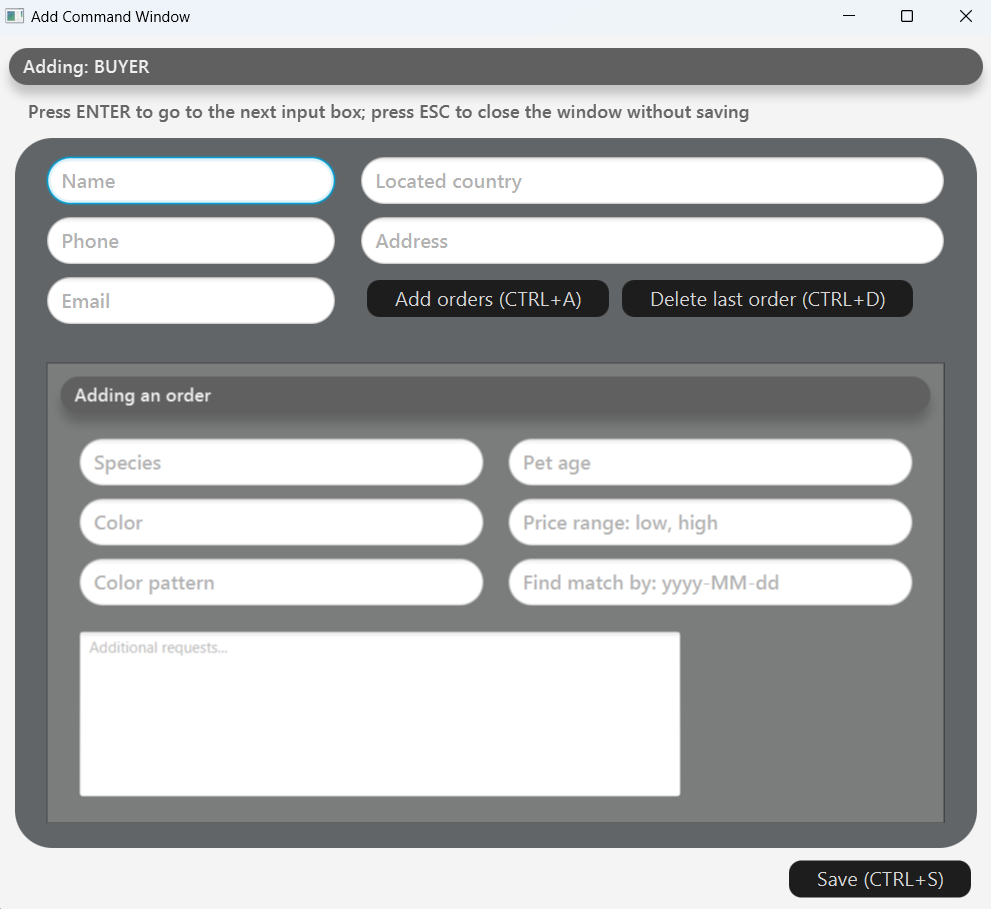 Add Command Window
Adding: BUYER
Press ENTER to go to the next input box; press ESC to close the window without saving
Name
Located country
Phone
Address
Email
Add orders (CTRL+A)
Delete last order (CTRL+D)
Adding an order
Species
Pet age
Color
Price range: low, high
Color pattern
Find match by: yyyy-MM-dd
Additional requests...
Save (CTRL+S)